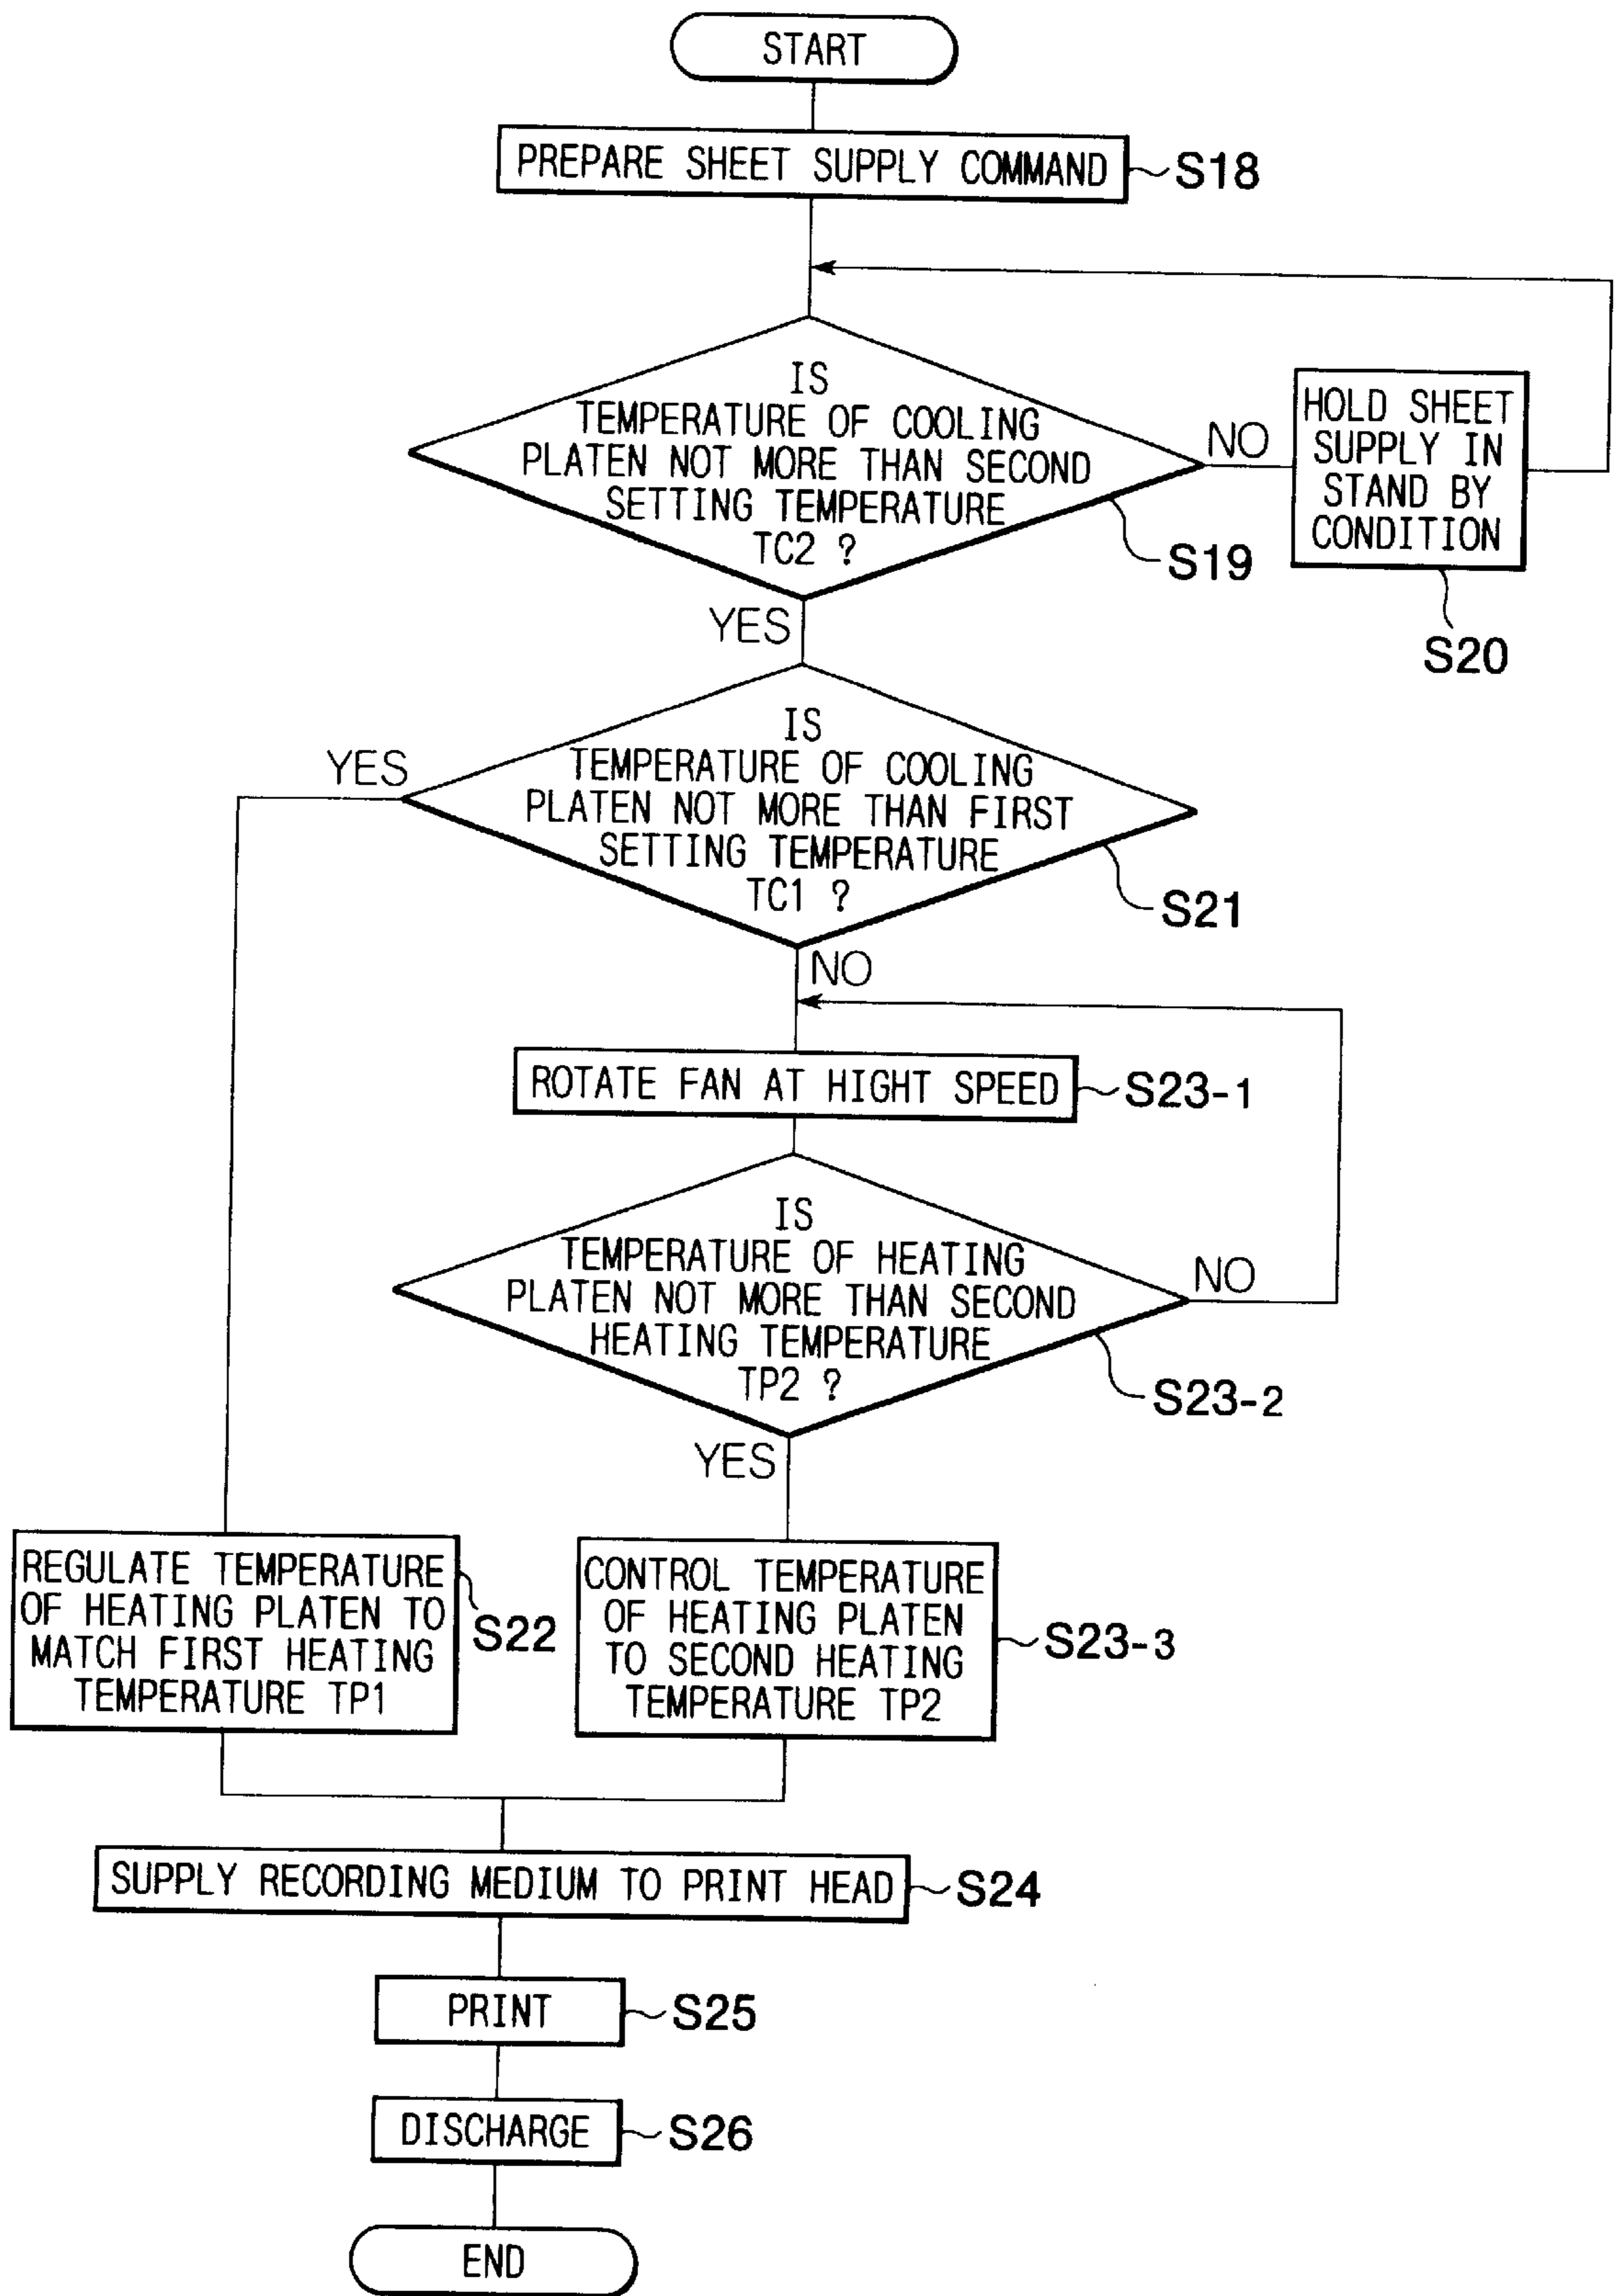 START
PREPARE SHEET SUPPLY COMMAND
S18
IS
TEMPERATURE OF COOLING
PLATEN NOT MORE THAN SECOND
SETTING TEMPERATURE
TC2 ?
S19
NO
HOLD SHEET
SUPPLY IN
STAND BY
CONDITION
S20
YES
IS
TEMPERATURE OF COOLING
PLATEN NOT MORE THAN FIRST
SETTING TEMPERATURE
TC1 ?
S21
YES
NO
ROTATE FAN AT HIGHT SPEED
S23-1
IS
TEMPERATURE OF HEATING
PLATEN NOT MORE THAN SECOND
HEATING TEMPERATURE
TP2 ?
S23-2
NO
YES
REGULATE TEMPERATURE
OF HEATING PLATEN TO
MATCH FIRST HEATING
TEMPERATURE TP1
S22
CONTROL TEMPERATURE
OF HEATING PLATEN
TO SECOND HEATING
TEMPERATURE TP2
S23-3
SUPPLY RECORDING MEDIUM TO PRINT HEAD
S24
PRINT
S25
DISCHARGE
S26
END